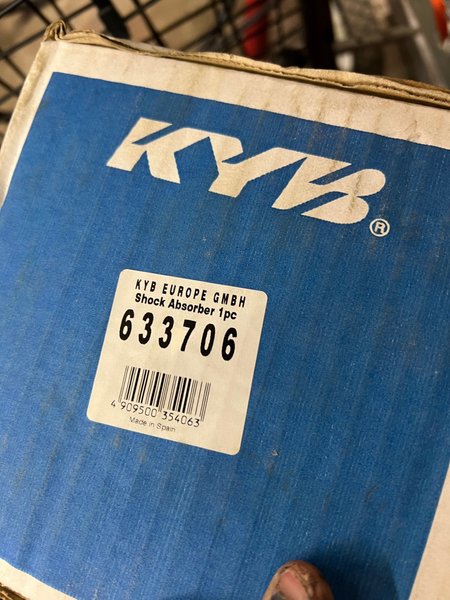 KYB®
KYB EUROPE GMBH
Shock Absorber 1pc
633706
4 909500 354063
Made in Spain